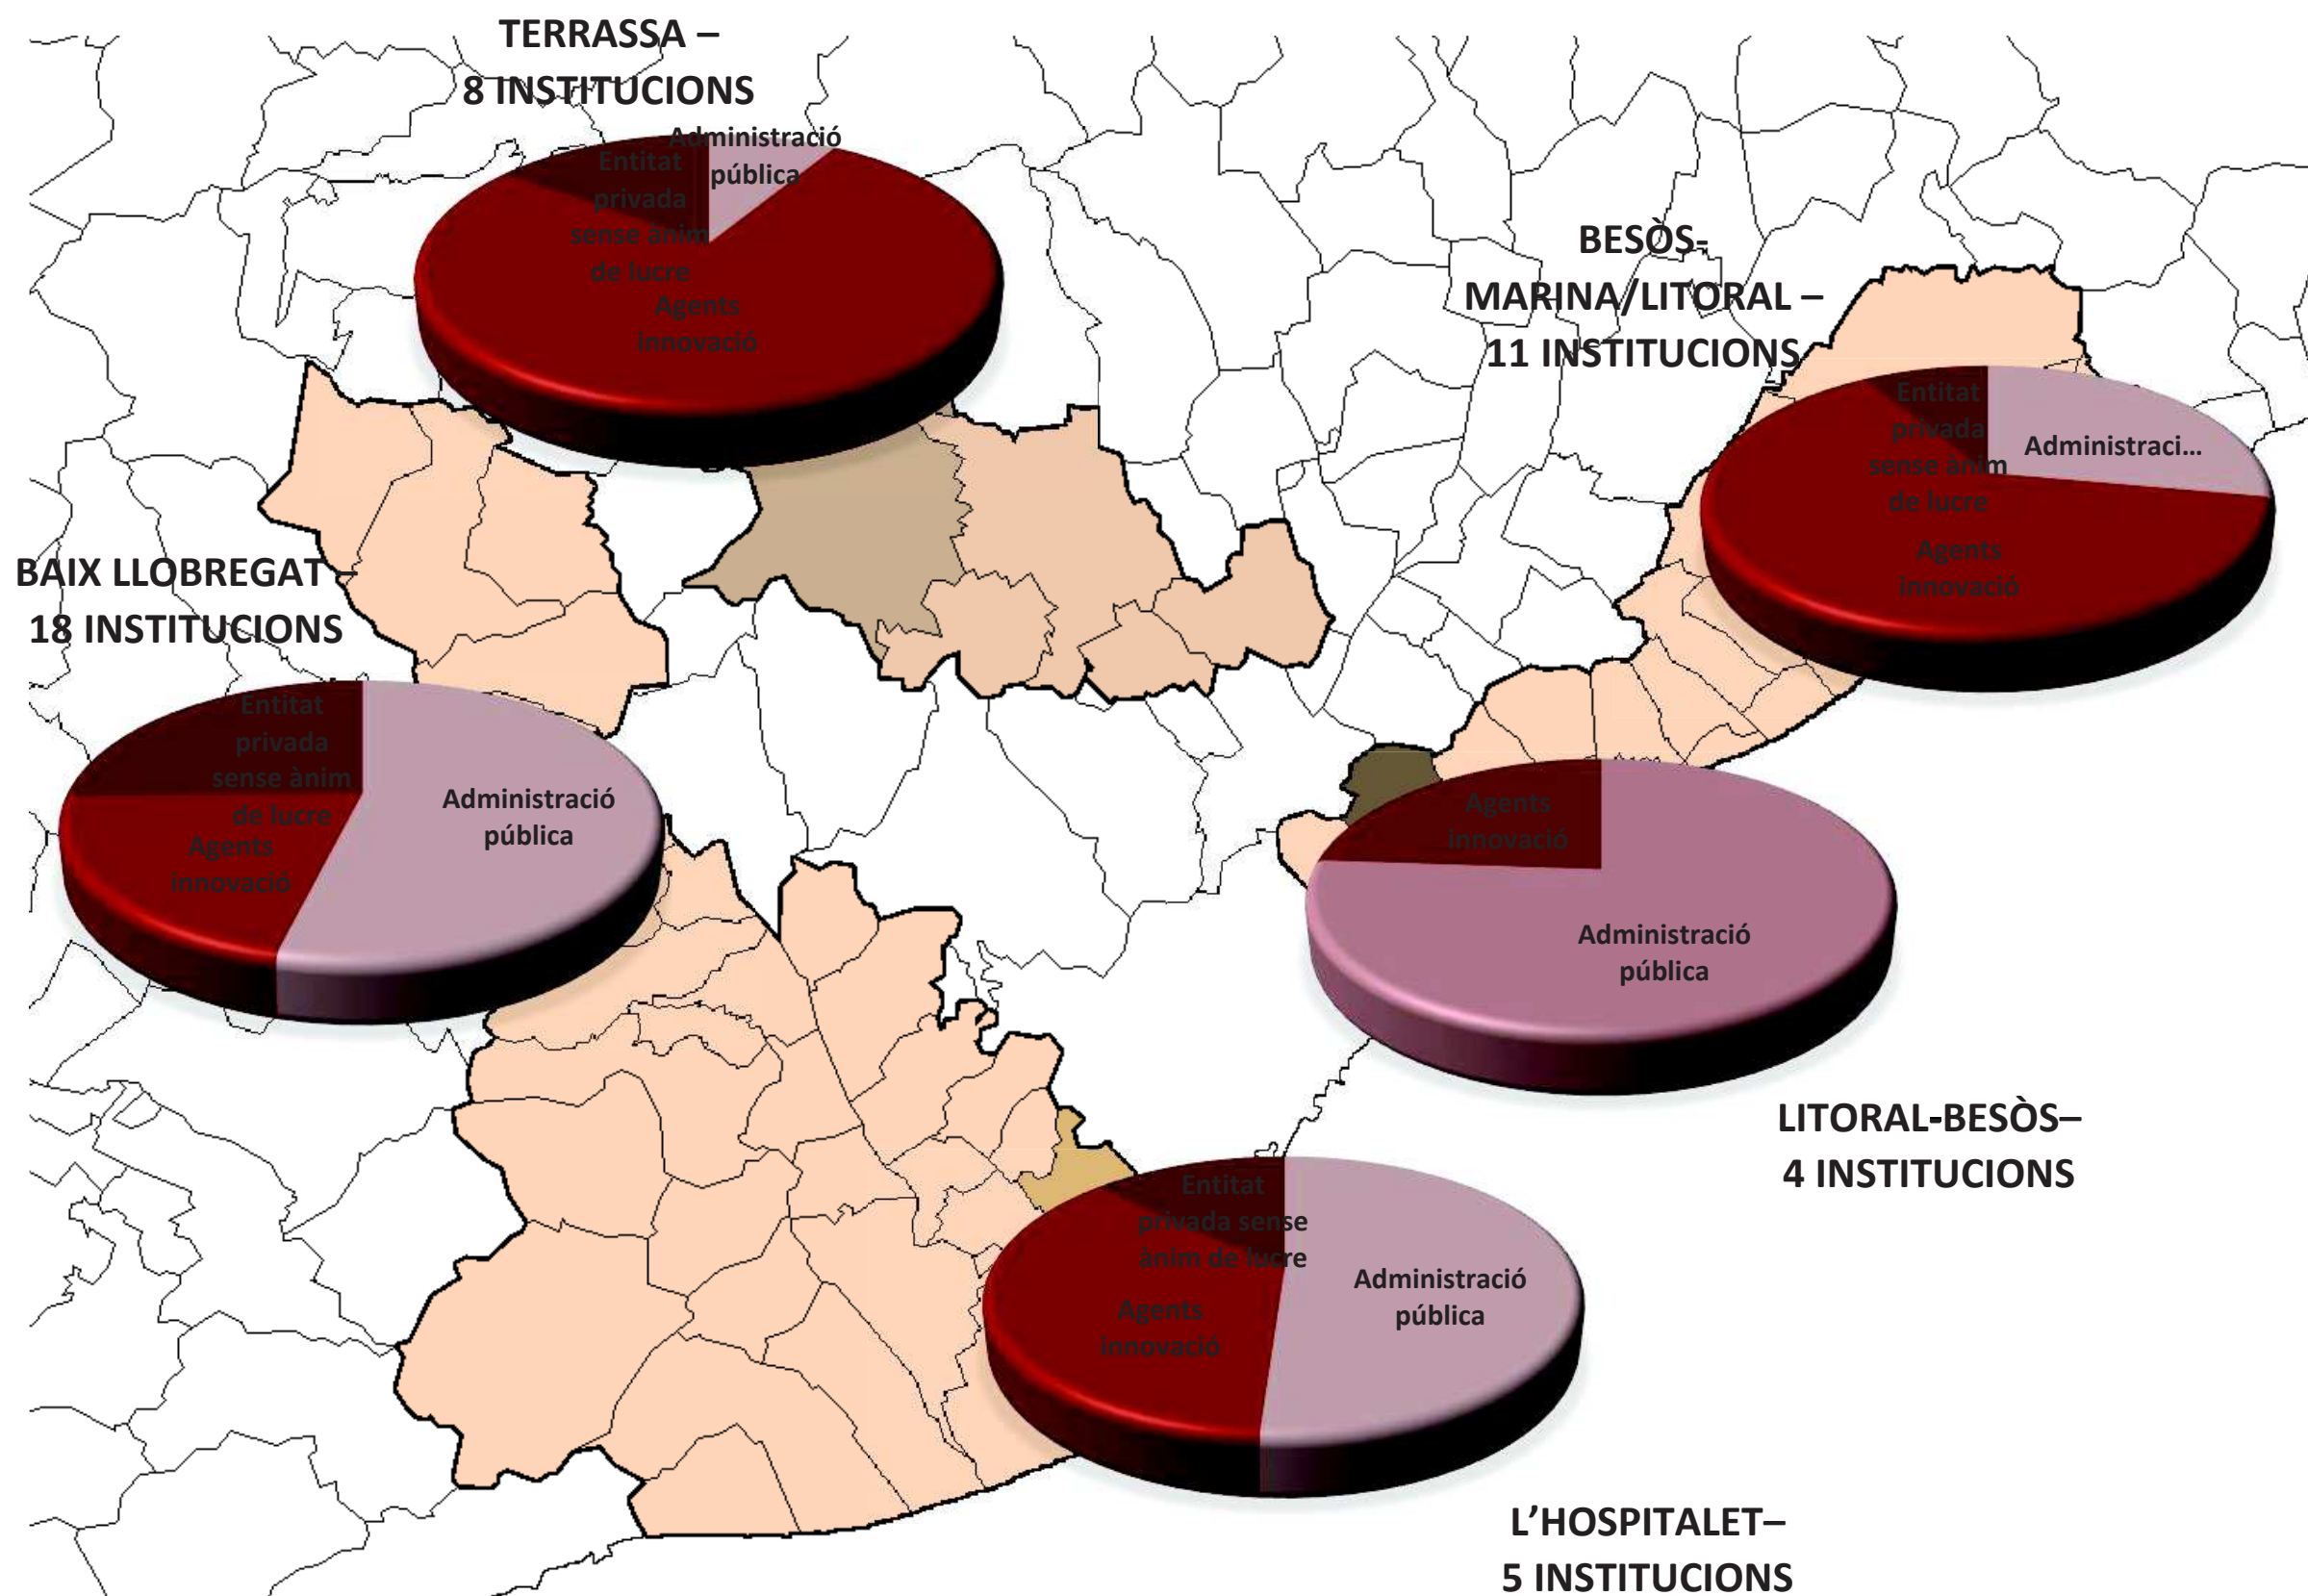 TERRASSA –
8 INSTITUCIONS
Administració
pública
Entitat
privada
sense ànim
de lucre
Agents
innovació
BESÒS-
MARINA/LITORAL –
11 INSTITUCIONS
Entitat
privada
sense ànim
de lucre
Administraci...
Agents
innovació
BAIX LLOBREGAT –
18 INSTITUCIONS
Entitat
privada
sense ànim
de lucre
Administració
pública
Agents
innovació
Agents
innovació
Administració
pública
LITORAL-BESÒS–
4 INSTITUCIONS
Entitat
privada sense
ànim de lucre
Administració
pública
Agents
innovació
L’HOSPITALET–
5 INSTITUCIONS